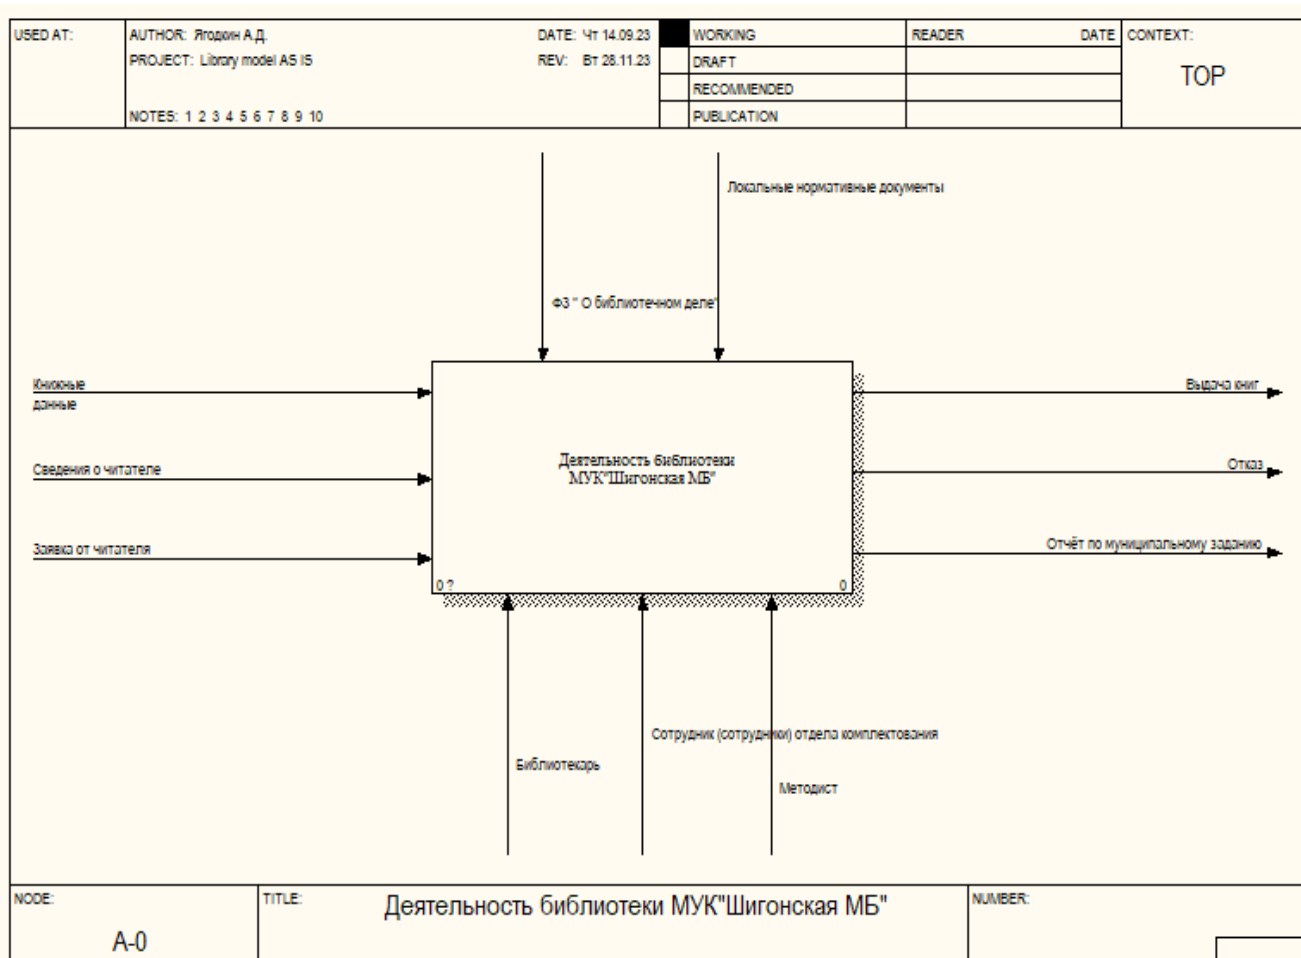 USED AT:
AUTHOR: Ягодкин А.Д.
DATE: Чт 14.09.23
PROJECT: Library model AS IS
REV: Вт 28.11.23
NOTES: 1 2 3 4 5 6 7 8 9 10
WORKING
DRAFT
RECOMMENDED
PUBLICATION
READER DATE
CONTEXT:
TOP
Локальные нормативные документы
ФЗ " О библиотечном деле"
Книжные
данные
Сведения о читателе
Заявка от читателя
Деятельность библиотеки
МУК"Шигонская МБ"
0 ?
0
Выдача книг
Отказ
Отчёт по муниципальному заданию
Сотрудник (сотрудники) отдела комплектования
Библиотекарь
Методист
NODE:
A-0
TITLE:
Деятельность библиотеки МУК"Шигонская МБ"
NUMBER: